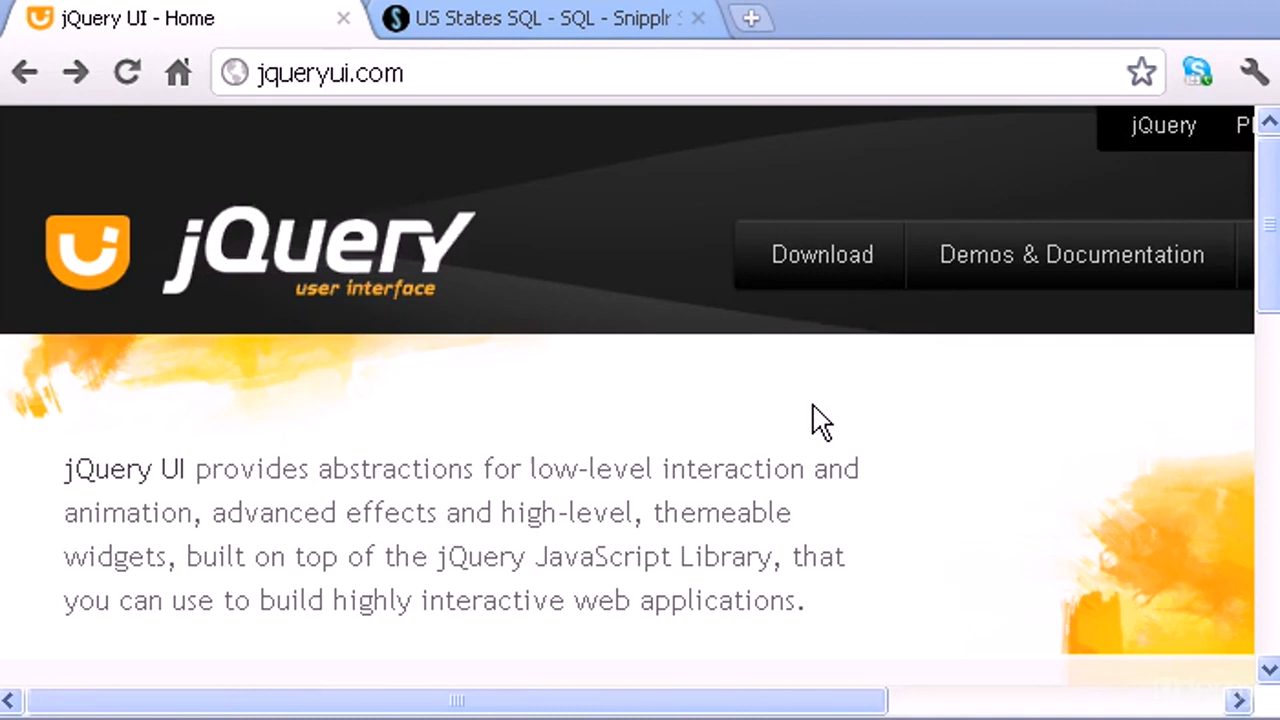 jQuery UI - Home
US States SQL - SQL - Snipplr
jqueryui.com
jQuery
Download
Demos & Documentation
jQuery
user interface
jQuery UI provides abstractions for low-level interaction and
animation, advanced effects and high-level, themeable
widgets, built on top of the jQuery JavaScript Library, that
you can use to build highly interactive web applications.